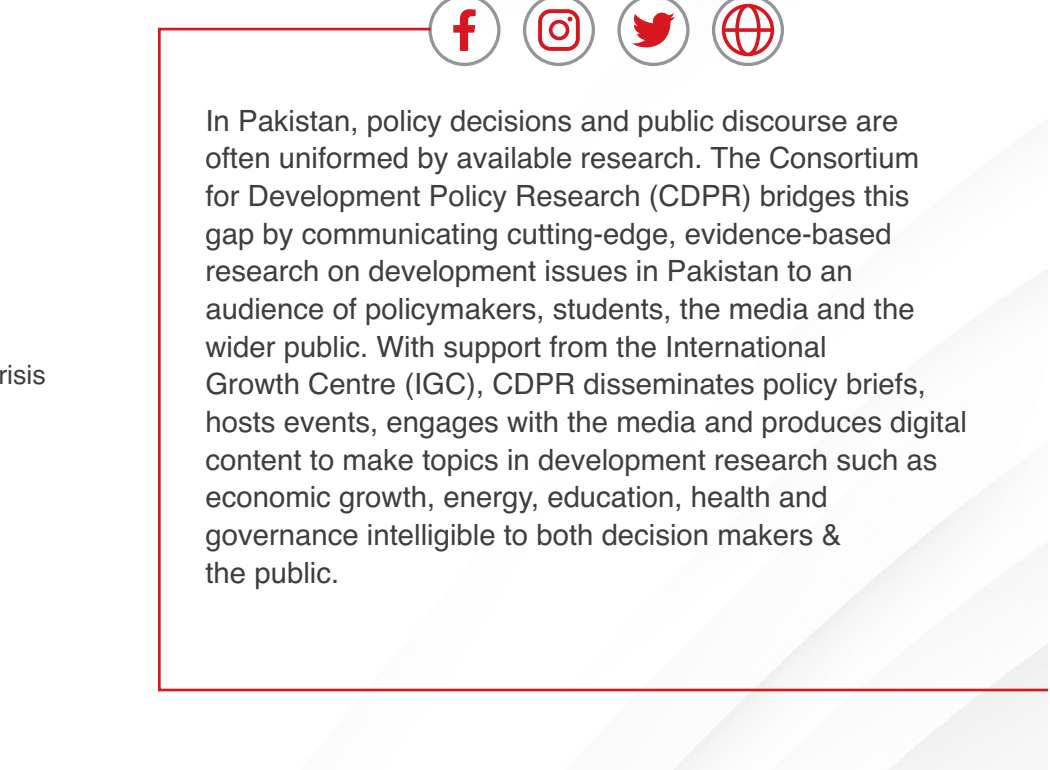 In Pakistan, policy decisions and public discourse are
often uniformed by available research. The Consortium
for Development Policy Research (CDPR) bridges this
gap by communicating cutting-edge, evidence-based
research on development issues in Pakistan to an
audience of policymakers, students, the media and the
wider public. With support from the International
Growth Centre (IGC), CDPR disseminates policy briefs,
hosts events, engages with the media and produces digital
content to make topics in development research such as
economic growth, energy, education, health and
governance intelligible to both decision makers &
the public.
risis